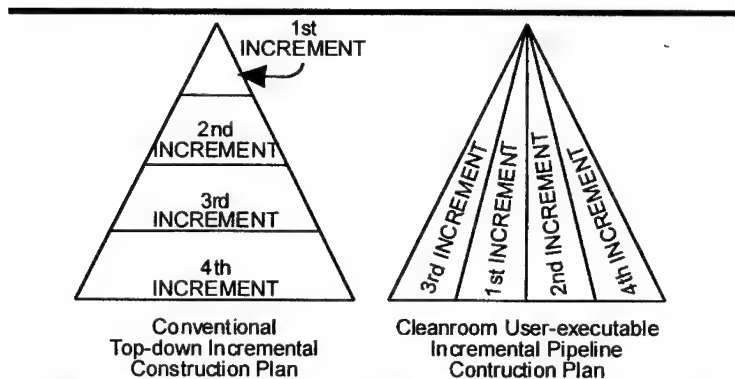 1st
INCREMENT
2nd
INCREMENT
3rd
INCREMENT
4th
INCREMENT
Conventional
Top-down Incremental
Construction Plan
3rd INCREMENT
1st INCREMENT
2nd INCREMENT
4th INCREMENT
Cleanroom User-executable
Incremental Pipeline
Contruction Plan